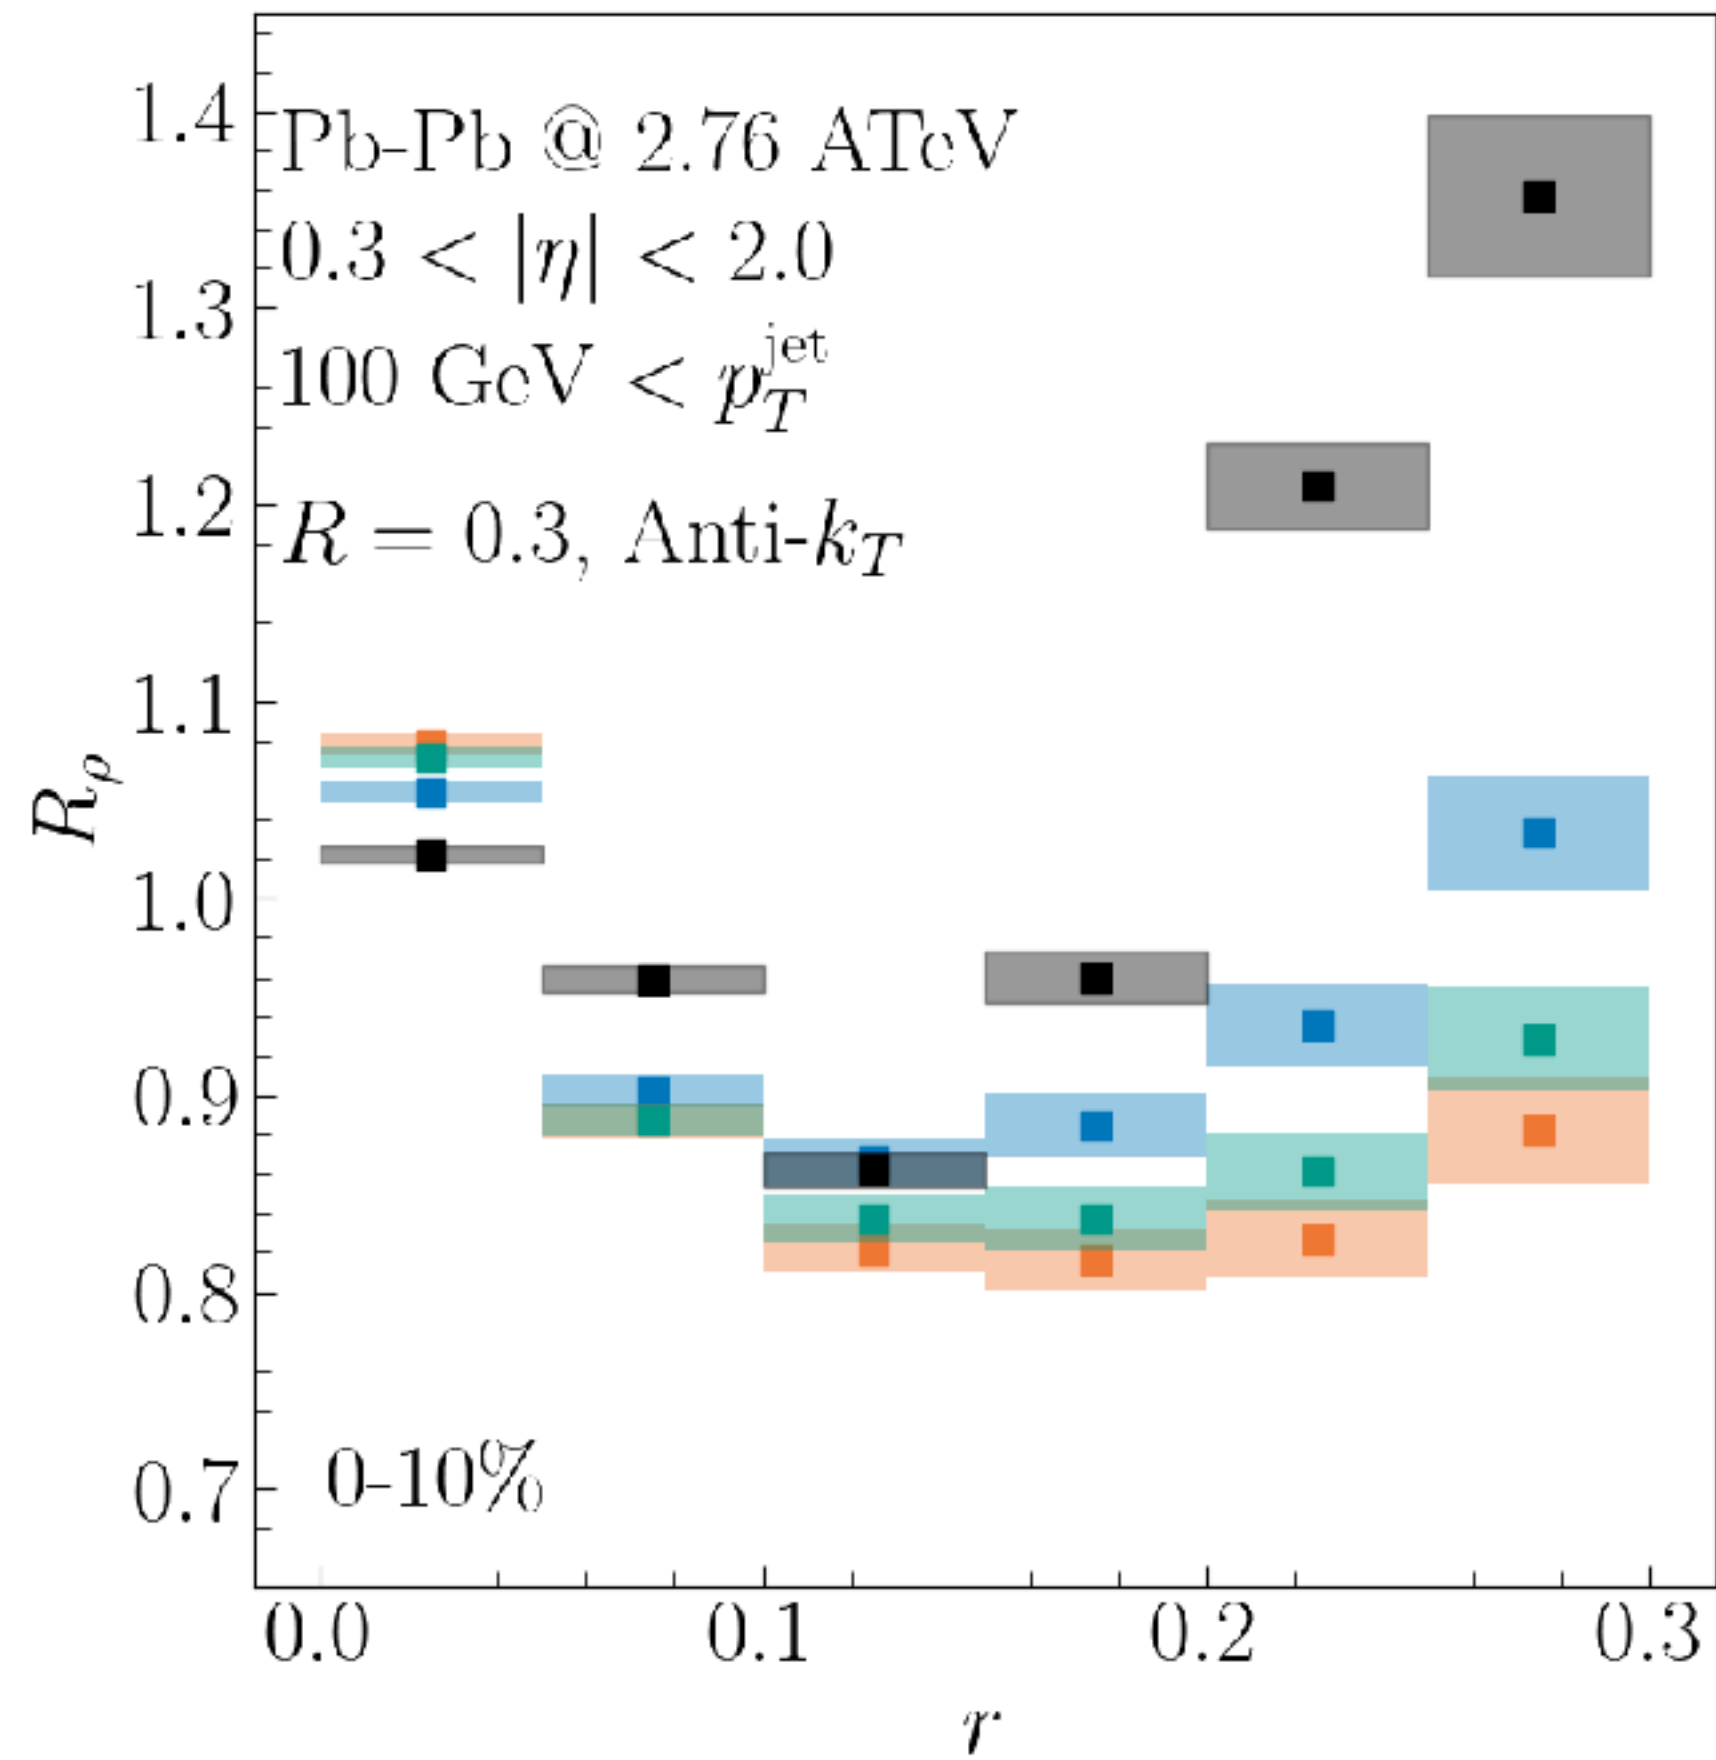 1.4
Pb-Pb @ 2.76 ATeV
0.3 < |η| < 2.0
1.3
100 GeV < p_T^jet
1.2
R = 0.3, Anti-k_T
1.1
R_ρ
1.0
0.9
0.8
0.7
0-10%
0.0 0.1 0.2 0.3
r